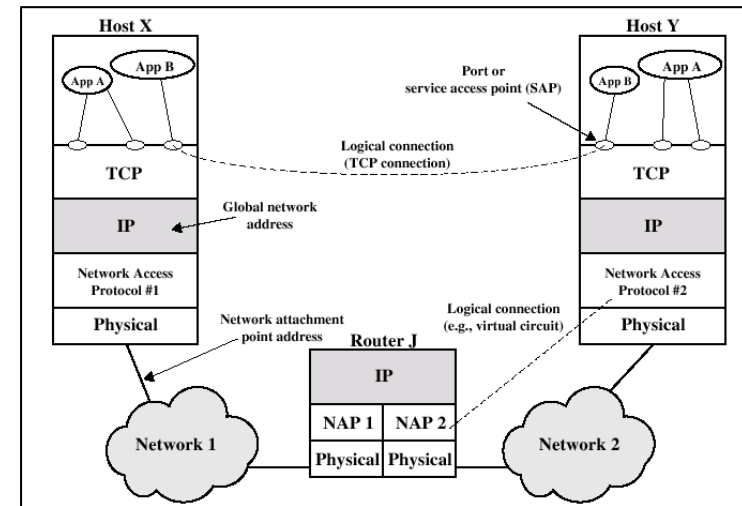 Host X
Host Y
App A
App B
Port or
service access point (SAP)
App B
App A
Logical connection
(TCP connection)
TCP
TCP
IP
Global network
address
IP
Network Access
Protocol #1
Network Access
Protocol #2
Physical
Network attachment
point address
Logical connection
(e.g., virtual circuit)
Physical
Router J
IP
NAP 1
NAP 2
Physical
Physical
Network 1
Network 2